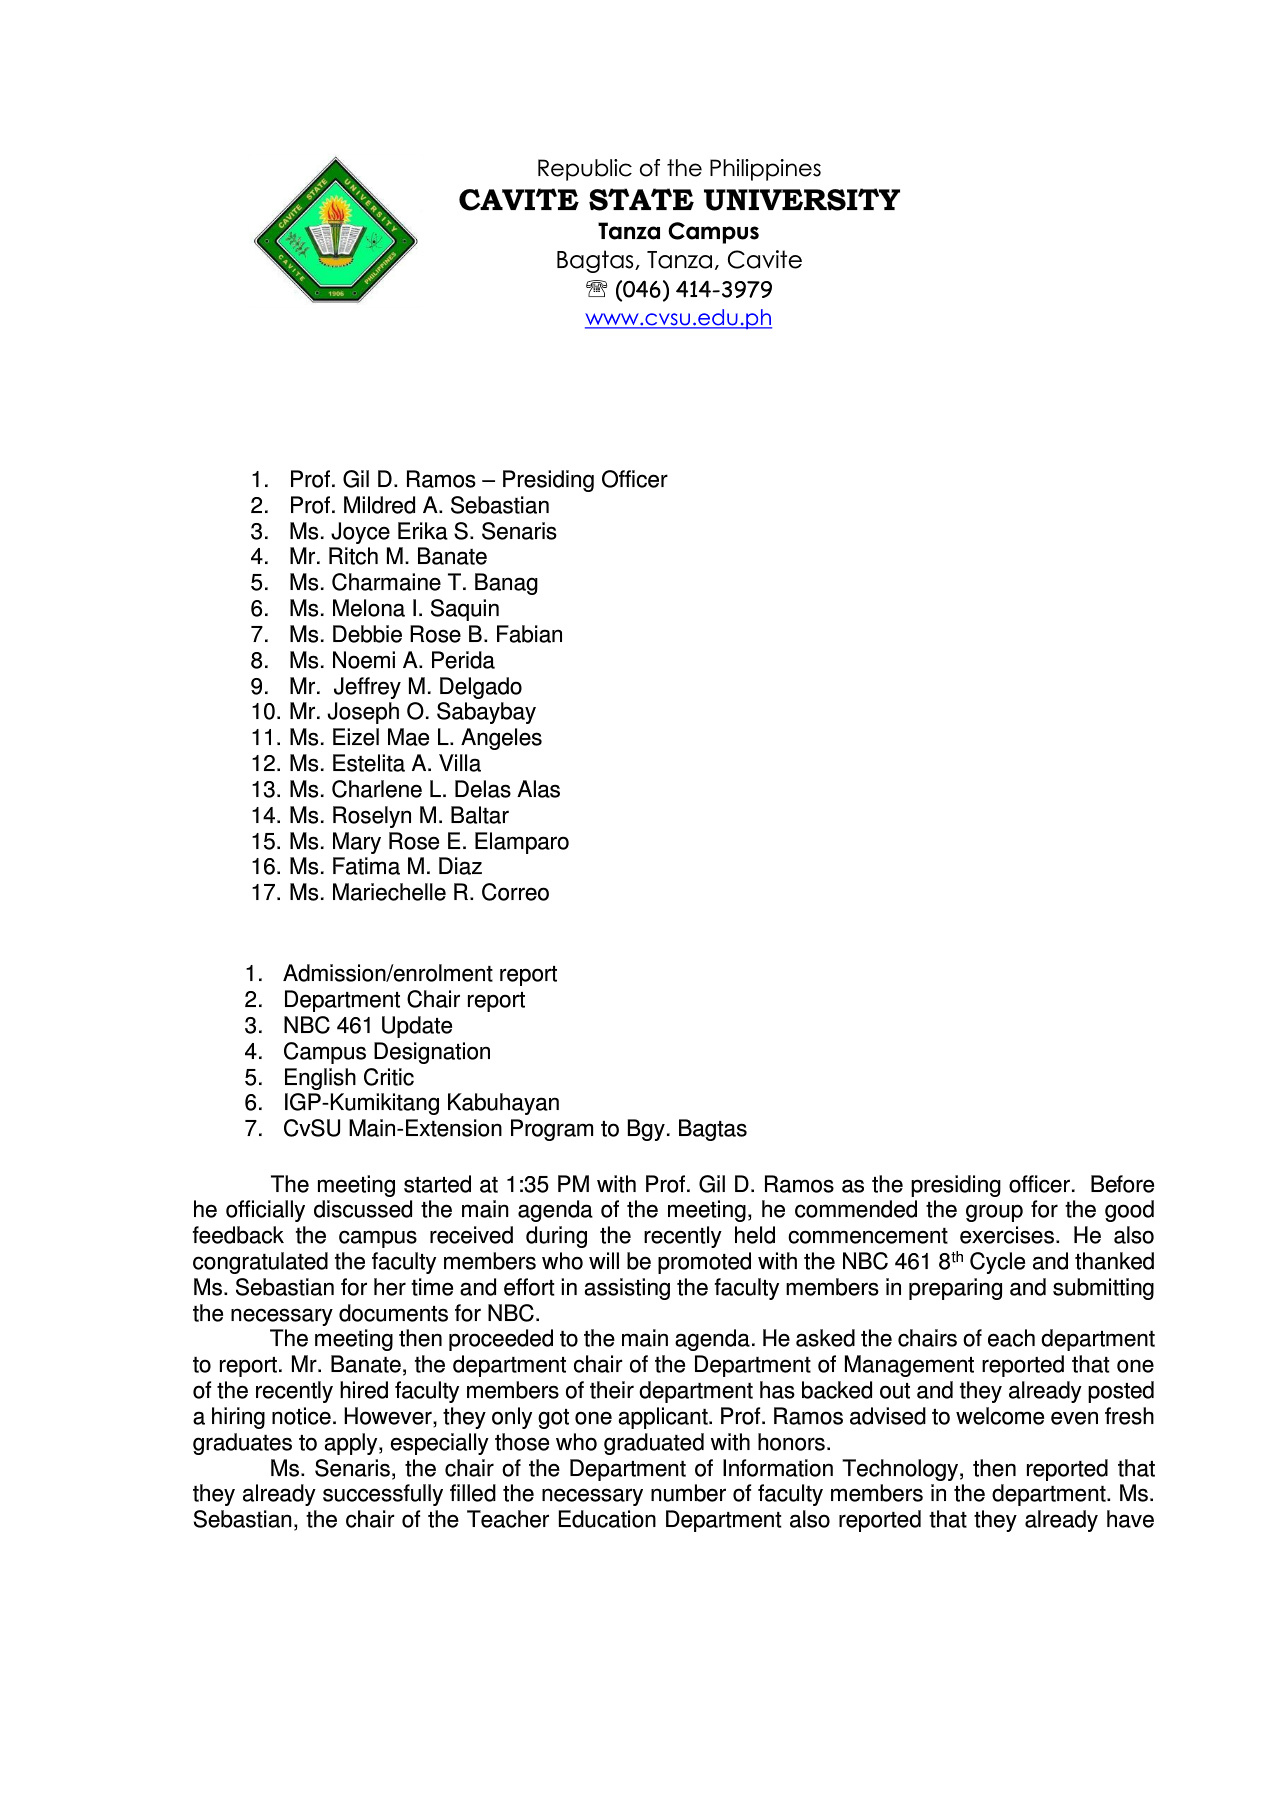 CAVITE STATE UNIVERSITY
CAVITE
PHILIPPINES
1906
Republic of the Philippines
CAVITE STATE UNIVERSITY
Tanza Campus
Bagtas, Tanza, Cavite
☏ (046) 414-3979
www.cvsu.edu.ph
1. Prof. Gil D. Ramos – Presiding Officer
2. Prof. Mildred A. Sebastian
3. Ms. Joyce Erika S. Senaris
4. Mr. Ritch M. Banate
5. Ms. Charmaine T. Banag
6. Ms. Melona I. Saquin
7. Ms. Debbie Rose B. Fabian
8. Ms. Noemi A. Perida
9. Mr. Jeffrey M. Delgado
10. Mr. Joseph O. Sabaybay
11. Ms. Eizel Mae L. Angeles
12. Ms. Estelita A. Villa
13. Ms. Charlene L. Delas Alas
14. Ms. Roselyn M. Baltar
15. Ms. Mary Rose E. Elamparo
16. Ms. Fatima M. Diaz
17. Ms. Mariechelle R. Correo
1. Admission/enrolment report
2. Department Chair report
3. NBC 461 Update
4. Campus Designation
5. English Critic
6. IGP-Kumikitang Kabuhayan
7. CvSU Main-Extension Program to Bgy. Bagtas
The meeting started at 1:35 PM with Prof. Gil D. Ramos as the presiding officer. Before
he officially discussed the main agenda of the meeting, he commended the group for the good
feedback the campus received during the recently held commencement exercises. He also
congratulated the faculty members who will be promoted with the NBC 461 8th Cycle and thanked
Ms. Sebastian for her time and effort in assisting the faculty members in preparing and submitting
the necessary documents for NBC.
The meeting then proceeded to the main agenda. He asked the chairs of each department
to report. Mr. Banate, the department chair of the Department of Management reported that one
of the recently hired faculty members of their department has backed out and they already posted
a hiring notice. However, they only got one applicant. Prof. Ramos advised to welcome even fresh
graduates to apply, especially those who graduated with honors.
Ms. Senaris, the chair of the Department of Information Technology, then reported that
they already successfully filled the necessary number of faculty members in the department. Ms.
Sebastian, the chair of the Teacher Education Department also reported that they already have